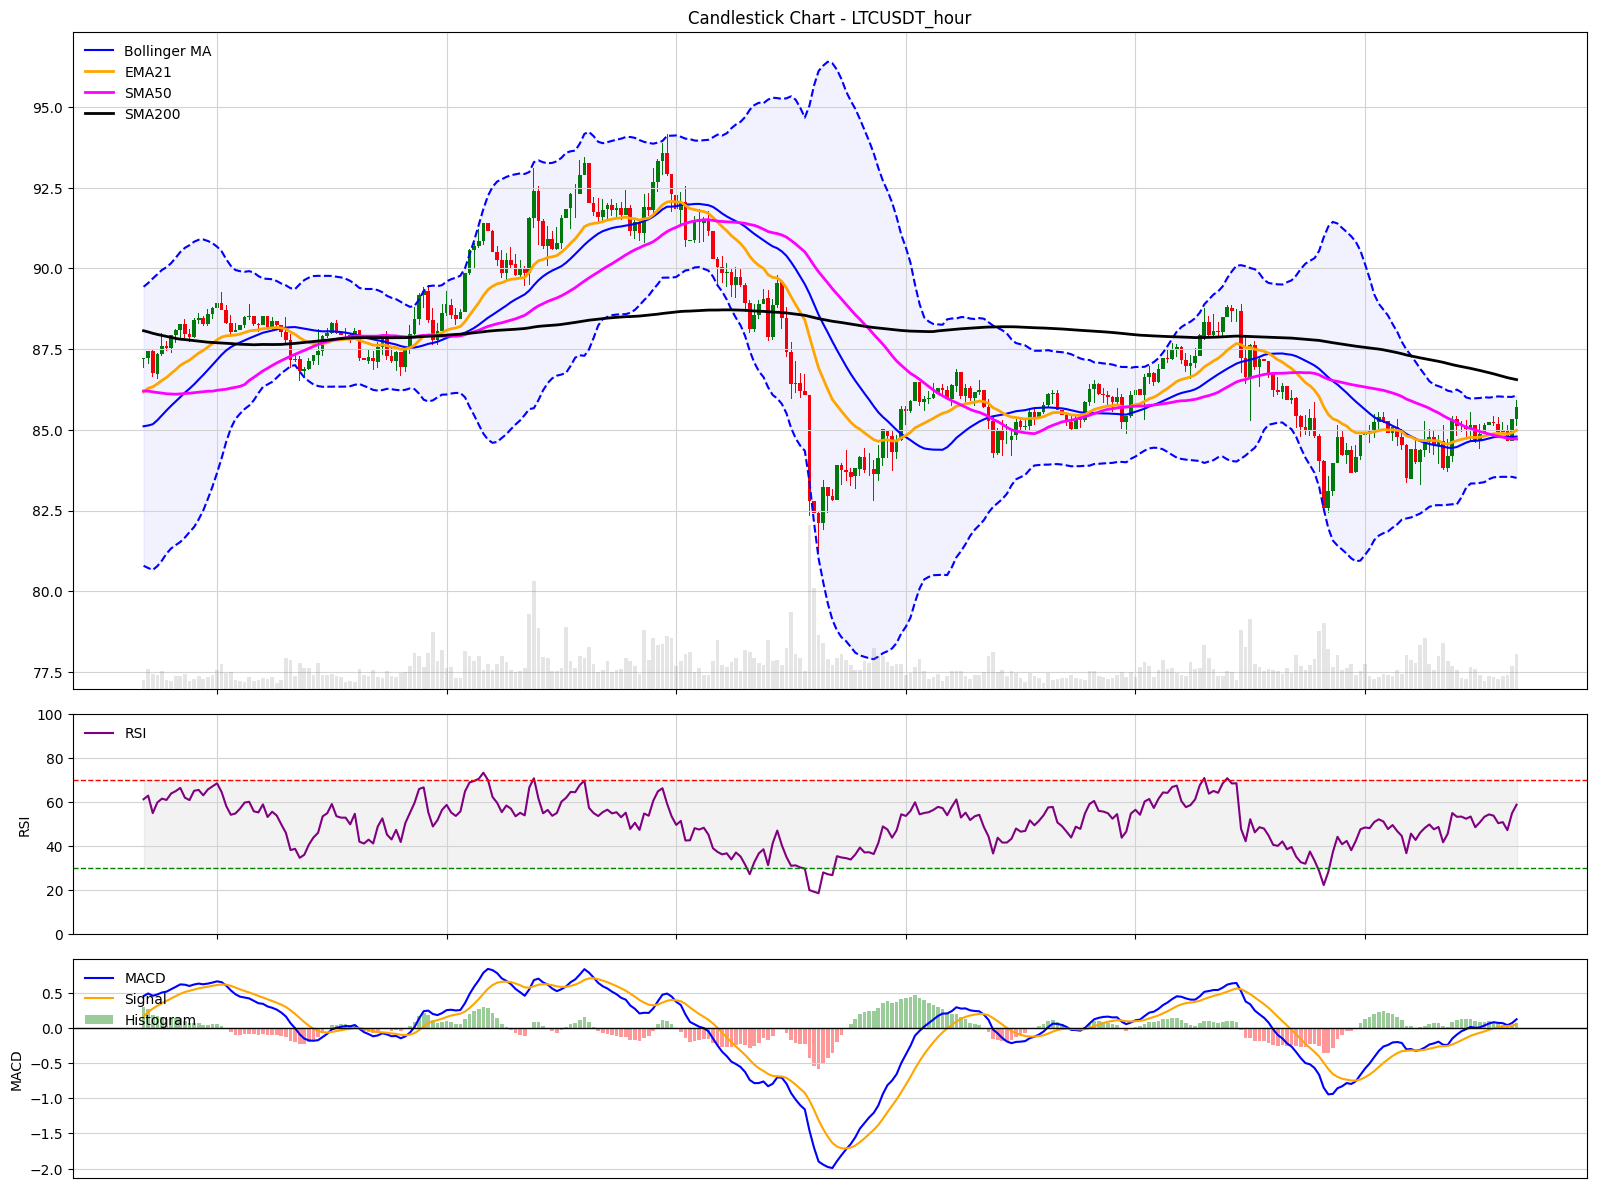 Candlestick Chart - LTCUSDT_hour
Bollinger MA
EMA21
SMA50
SMA200
95.0
92.5
90.0
87.5
85.0
82.5
80.0
77.5
RSI
100
80
60
40
20
0
RSI
MACD
Signal
Histogram
0.5
0.0
−0.5
−1.0
−1.5
−2.0
MACD